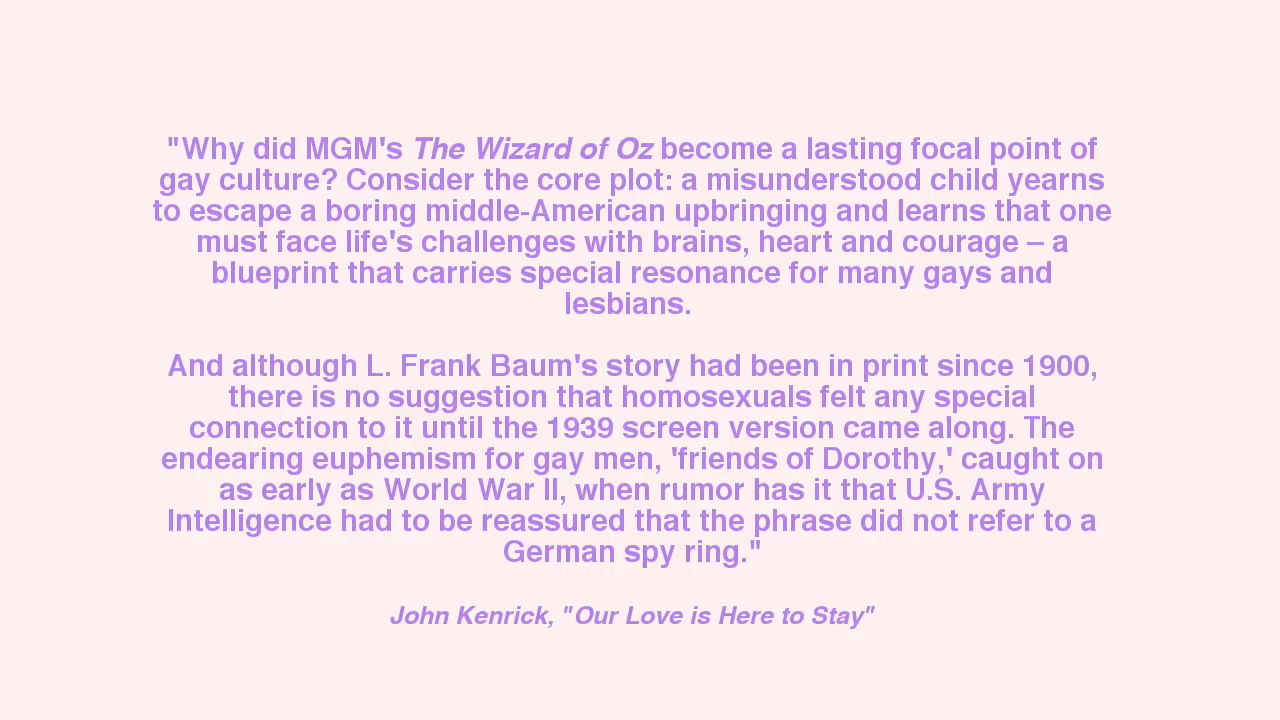 "Why did MGM's The Wizard of Oz become a lasting focal point of
gay culture? Consider the core plot: a misunderstood child yearns
to escape a boring middle-American upbringing and learns that one
must face life's challenges with brains, heart and courage – a
blueprint that carries special resonance for many gays and
lesbians.
And although L. Frank Baum's story had been in print since 1900,
there is no suggestion that homosexuals felt any special
connection to it until the 1939 screen version came along. The
endearing euphemism for gay men, 'friends of Dorothy,' caught on
as early as World War II, when rumor has it that U.S. Army
Intelligence had to be reassured that the phrase did not refer to a
German spy ring."
John Kenrick, "Our Love is Here to Stay"